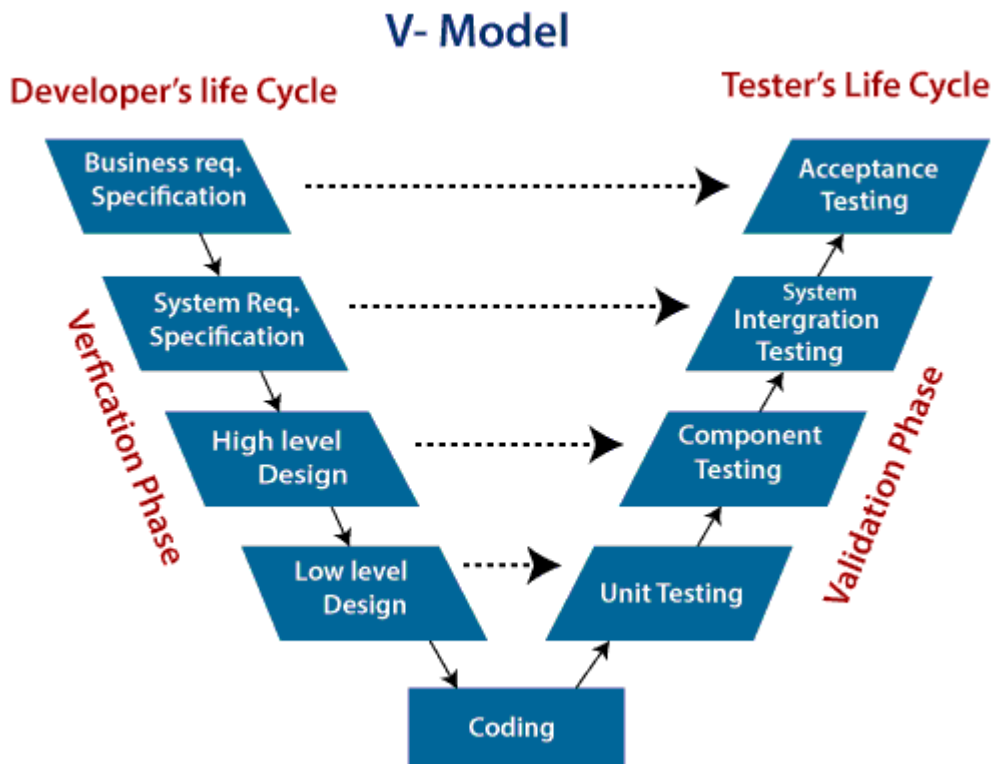 V- Model
Developer's life Cycle
Tester's Life Cycle
Business req.
Specification
Acceptance
Testing
System Req.
Specification
System
Intergration
Testing
Verfication Phase
High level
Design
Component
Testing
Validation Phase
Low level
Design
Unit Testing
Coding